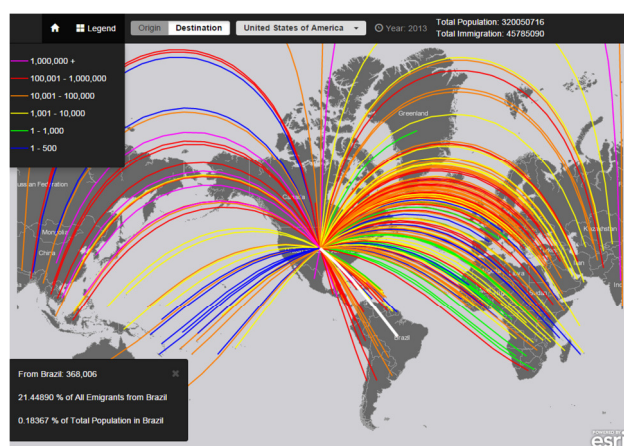 Legend
Origin
Destination
United States of America
Year: 2013
Total Population: 320050716
Total Immigration: 45785090
1,000,000 +
100,001 - 1,000,000
10,001 - 100,000
1,001 - 10,000
1 - 1,000
1 - 500
Greenland
Canada
Russian Federation
Mongolia
China
Kazakhstan
Iran
Libya
Sudan
Brazil
From Brazil: 368,006
21.44890 % of All Emigrants from Brazil
0.18367 % of Total Population in Brazil
POWERED BY
esri